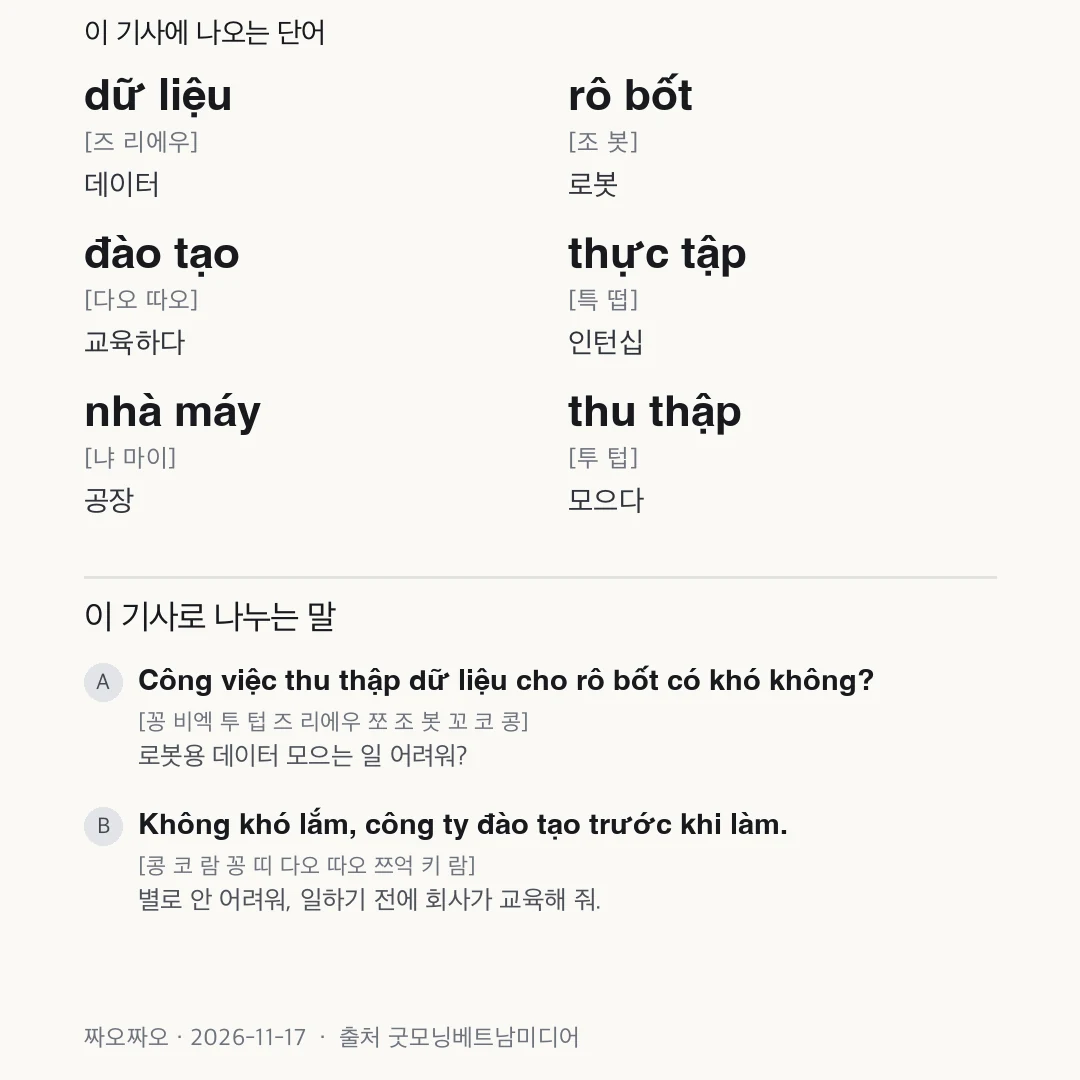 이 기사에 나오는 단어
dữ liệu
[즈 리에우]
데이터
rô bốt
[조 봇]
로봇
đào tạo
[다오 따오]
교육하다
thực tập
[특 떱]
인턴십
nhà máy
[냐 마이]
공장
thu thập
[투 텁]
모으다
이 기사로 나누는 말
A
Công việc thu thập dữ liệu cho rô bốt có khó không?
[꽁 비엑 투 텁 즈 리에우 쪼 조 봇 꼬 코 콩]
로봇용 데이터 모으는 일 어려워?
B
Không khó lắm, công ty đào tạo trước khi làm.
[콩 코 람 꽁 띠 다오 따오 쯔억 키 람]
별로 안 어려워, 일하기 전에 회사가 교육해 줘.
짜오짜오 · 2026-11-17 · 출처 굿모닝베트남미디어